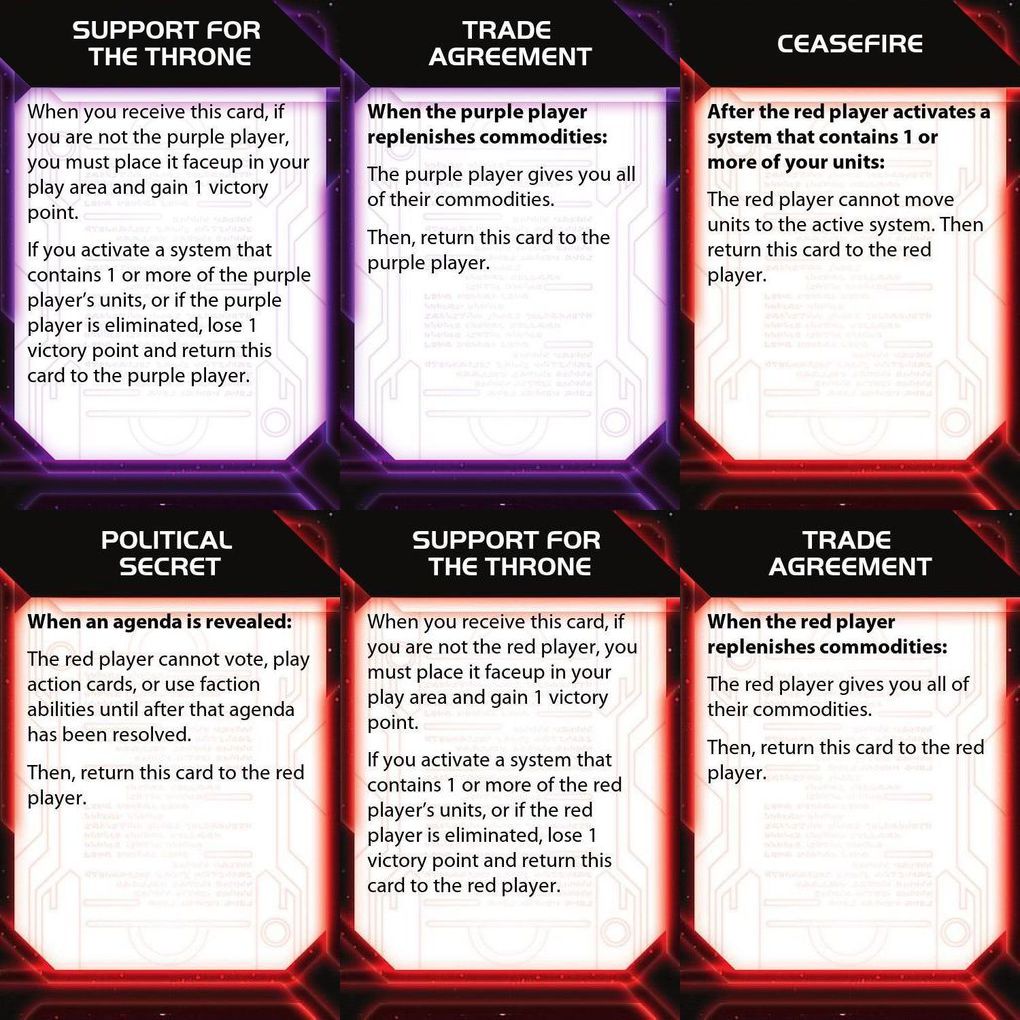 SUPPORT FOR
THE THRONE
When you receive this card, if
you are not the purple player,
you must place it faceup in your
play area and gain 1 victory
point.
If you activate a system that
contains 1 or more of the purple
player's units, or if the purple
player is eliminated, lose 1
victory point and return this
card to the purple player.
TRADE
AGREEMENT
When the purple player
replenishes commodities:
The purple player gives you all
of their commodities.
Then, return this card to the
purple player.
CEASEFIRE
After the red player activates a
system that contains 1 or
more of your units:
The red player cannot move
units to the active system. Then
return this card to the red
player.
POLITICAL
SECRET
When an agenda is revealed:
The red player cannot vote, play
action cards, or use faction
abilities until after that agenda
has been resolved.
Then, return this card to the red
player.
SUPPORT FOR
THE THRONE
When you receive this card, if
you are not the red player, you
must place it faceup in your
play area and gain 1 victory
point.
If you activate a system that
contains 1 or more of the red
player's units, or if the red
player is eliminated, lose 1
victory point and return this
card to the red player.
TRADE
AGREEMENT
When the red player
replenishes commodities:
The red player gives you all of
their commodities.
Then, return this card to the red
player.